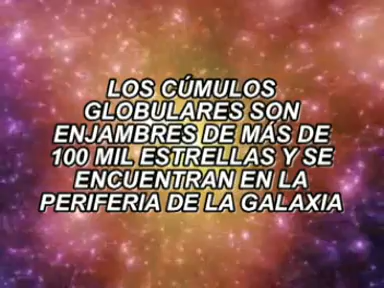 LOS CÚMULOS
GLOBULARES SON
ENJAMBRES DE MÁS DE
100 MIL ESTRELLAS Y SE
ENCUENTRAN EN LA
PERIFERIA DE LA GALAXIA